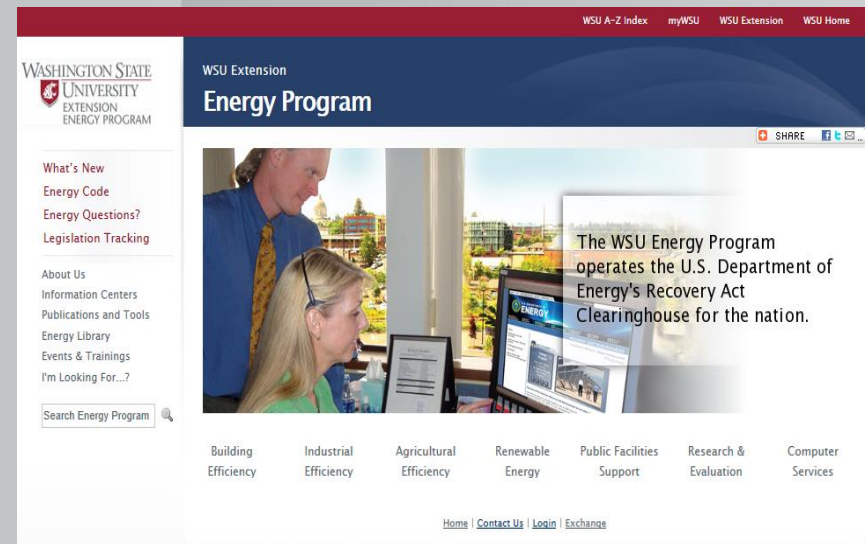 WSU A-Z Index myWSU WSU Extension WSU Home
WASHINGTON STATE
UNIVERSITY
EXTENSION
ENERGY PROGRAM
WSU Extension
Energy Program
SHARE
What's New
Energy Code
Energy Questions?
Legislation Tracking
About Us
Information Centers
Publications and Tools
Energy Library
Events & Trainings
I'm Looking For...?
Search Energy Program
The WSU Energy Program
operates the U.S. Department of
Energy's Recovery Act
Clearinghouse for the nation.
ENERGY
Building
Efficiency
Industrial
Efficiency
Agricultural
Efficiency
Renewable
Energy
Public Facilities
Support
Research &
Evaluation
Computer
Services
Home | Contact Us | Login | Exchange